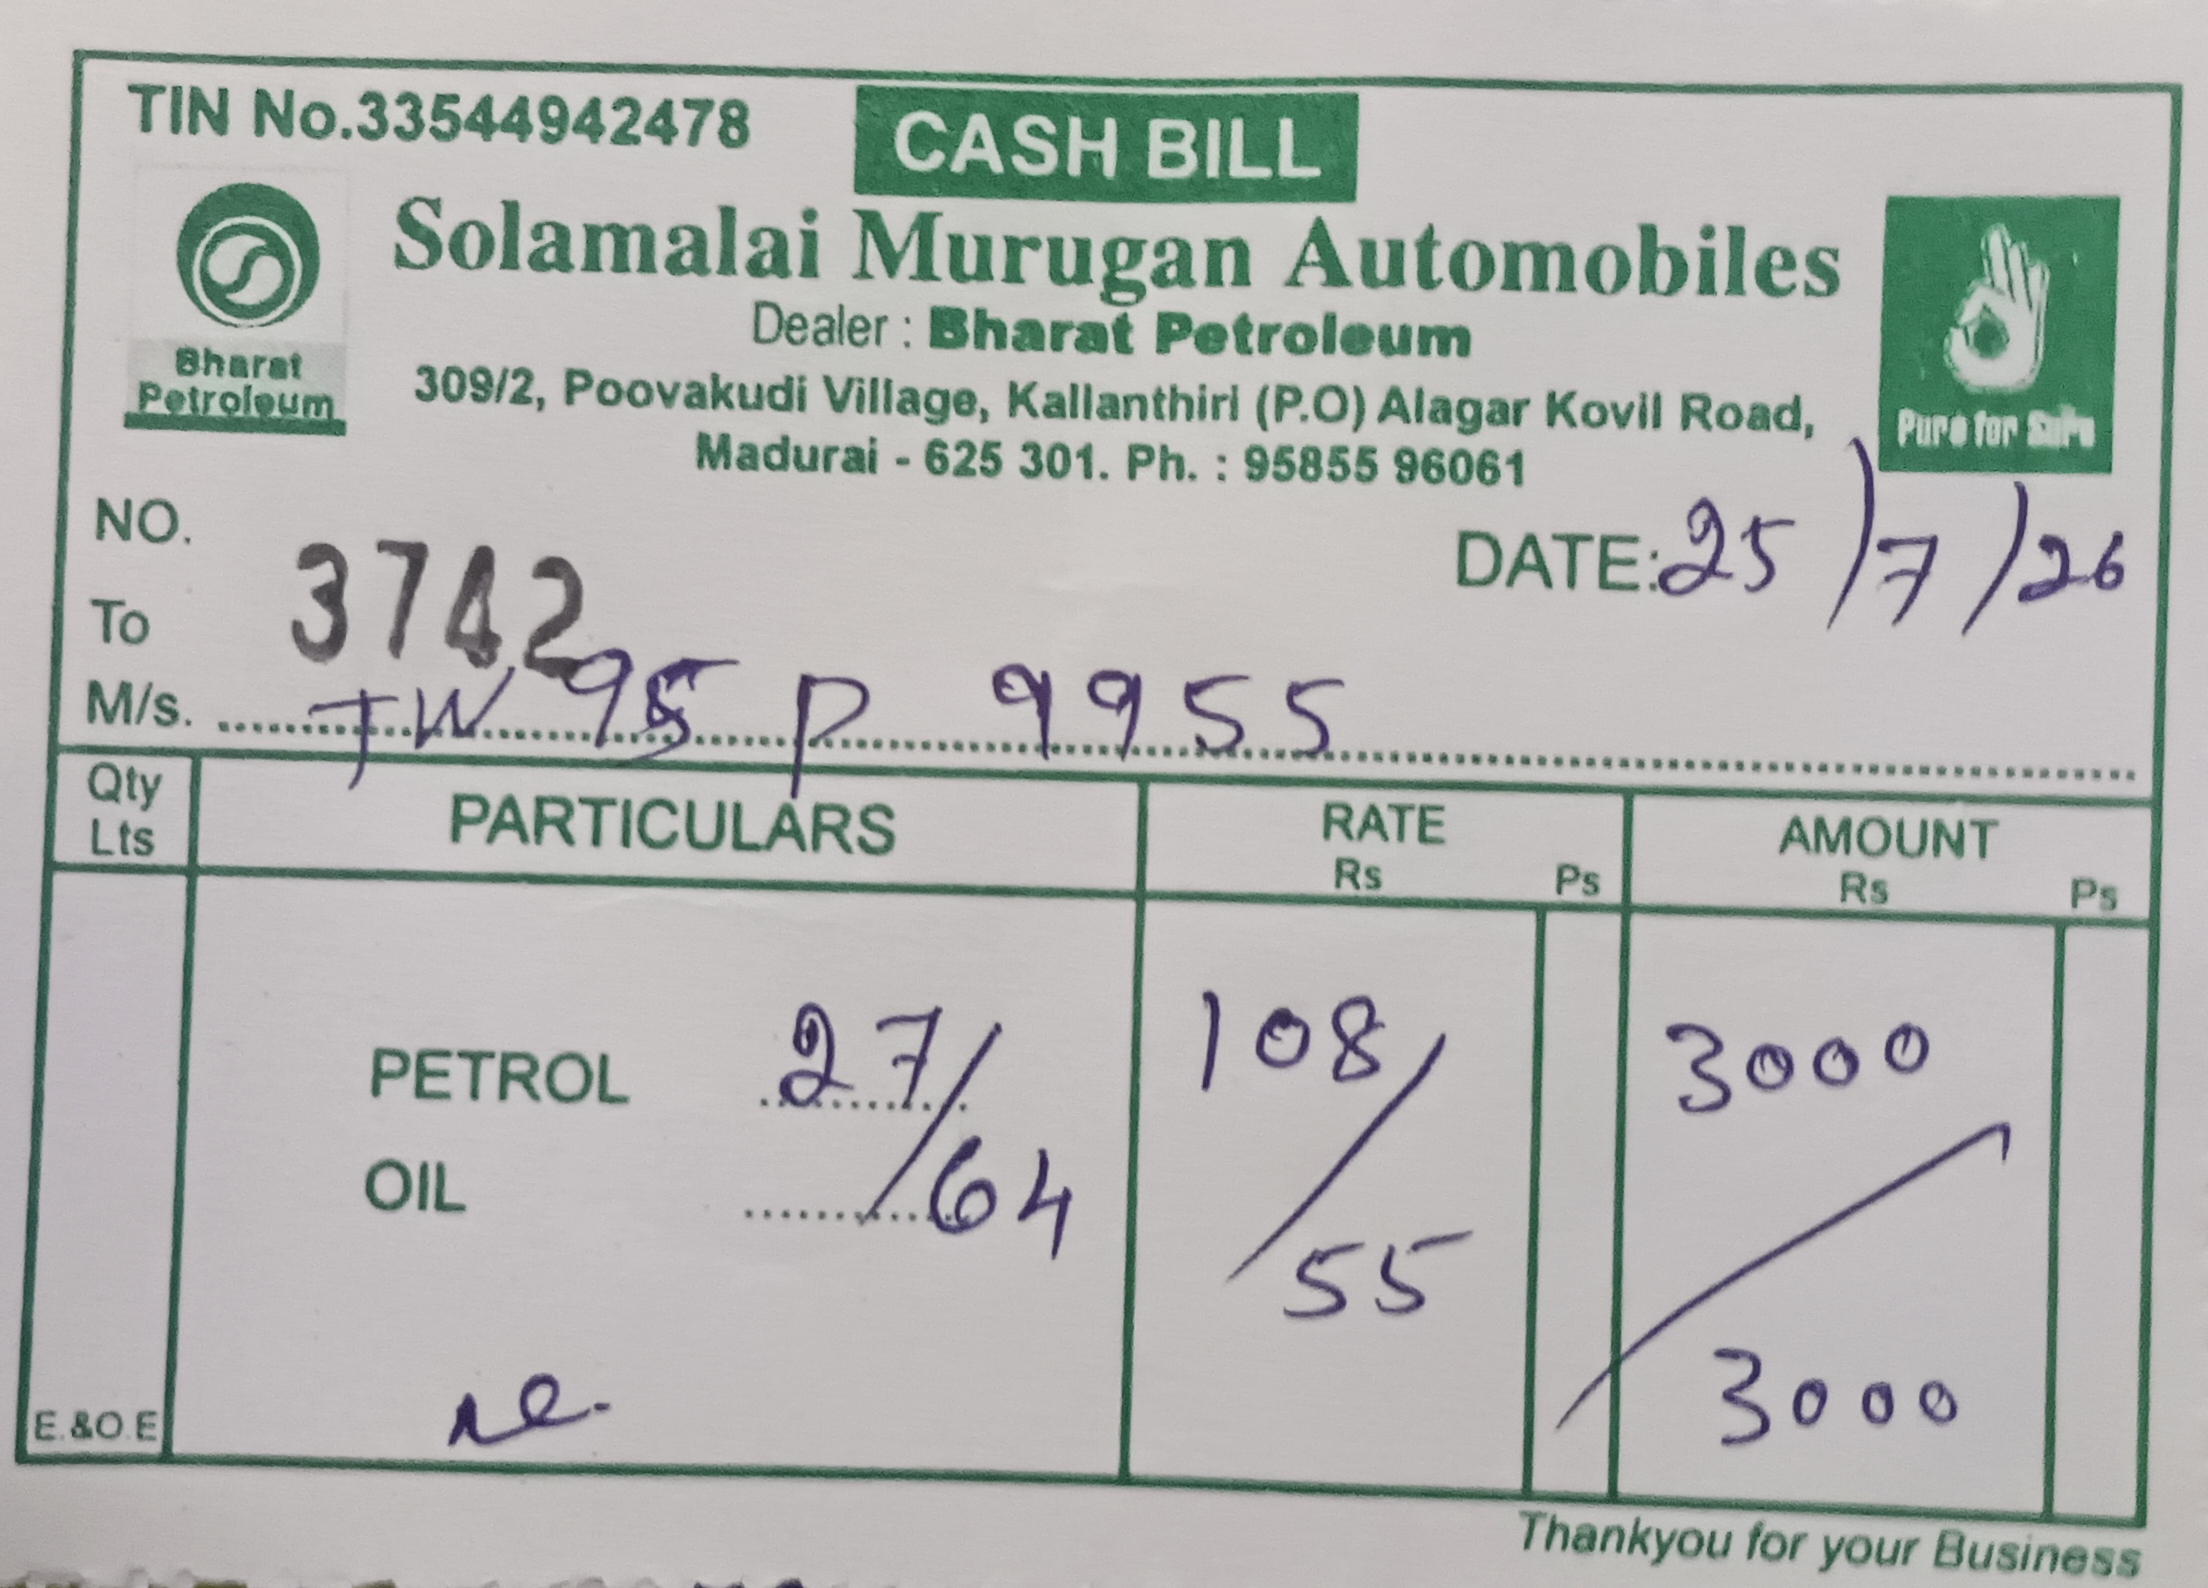 TIN No.33544942478
CASH BILL
Solamalai Murugan Automobiles
Dealer : Bharat Petroleum
Bharat
Petroleum
309/2, Poovakudi Village, Kallanthiri (P.O) Alagar Kovil Road,
Madurai - 625 301. Ph. : 95855 96061
Pure for Sure
NO. 3742
DATE: 25/7/26
To
M/s. TW 95 P 9955
Qty Lts PARTICULARS RATE Rs Ps AMOUNT Rs Ps
PETROL 27/64 108/55 3000
OIL
3000
E.&O.E
Thankyou for your Business